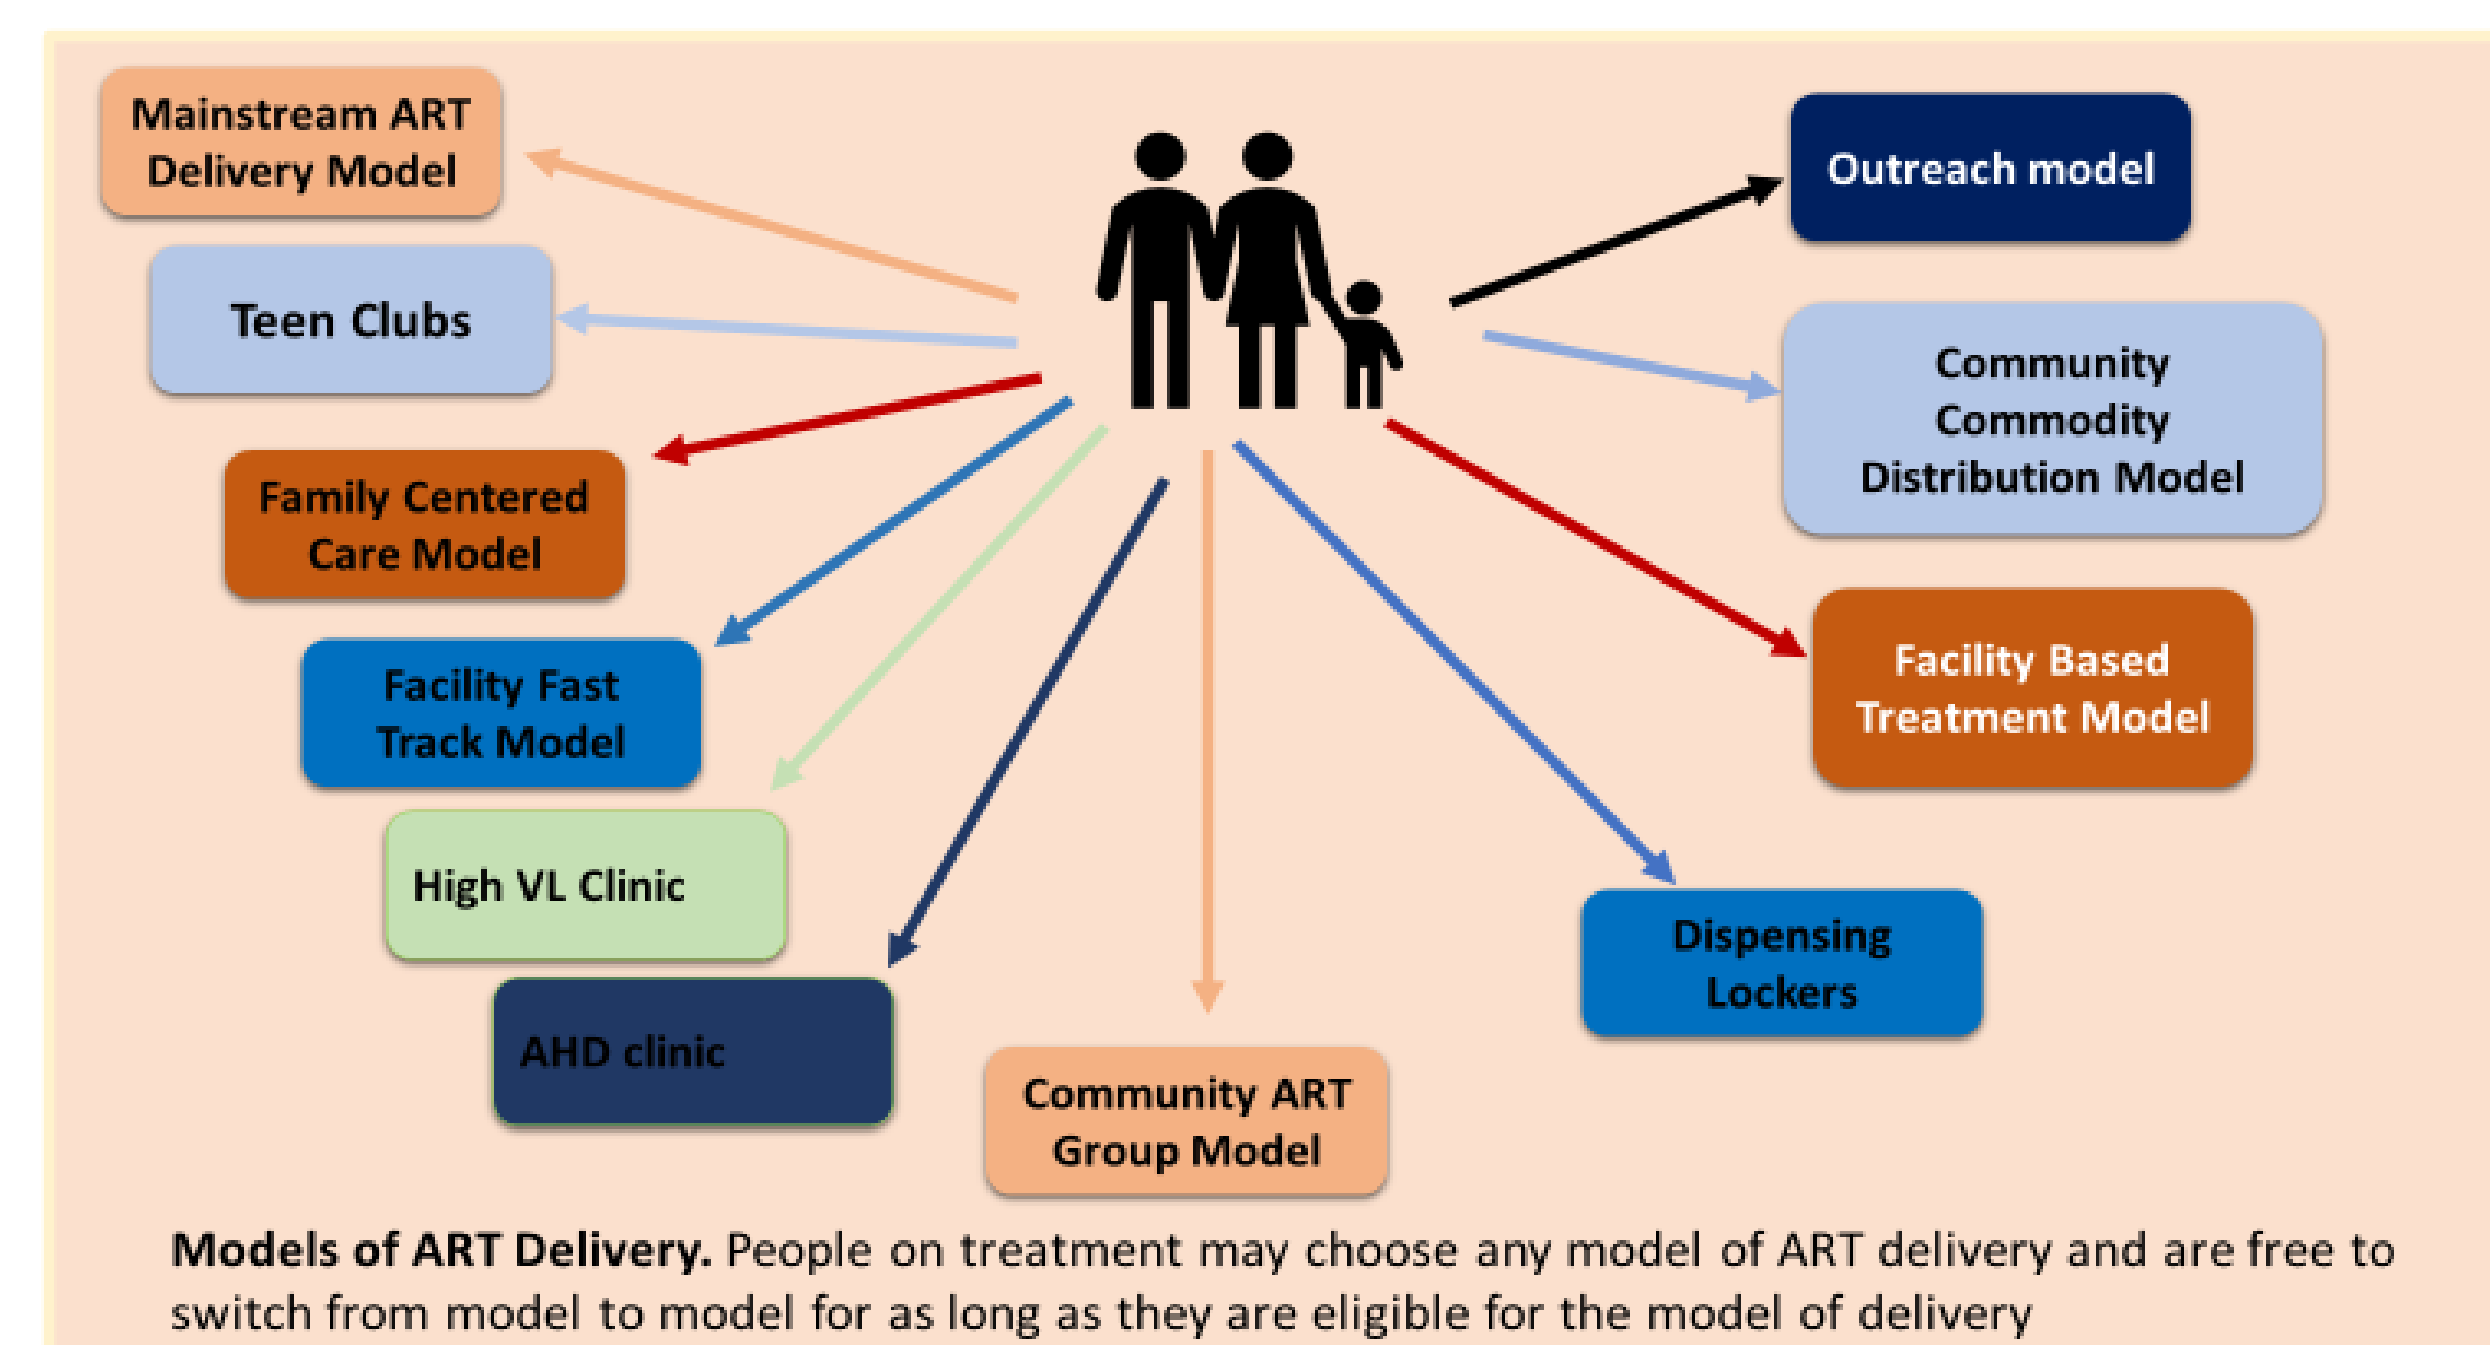 Mainstream ART
Delivery Model
Teen Clubs
Family Centered
Care Model
Facility Fast
Track Model
High VL Clinic
AHD clinic
Community ART
Group Model
Dispensing
Lockers
Facility Based
Treatment Model
Community
Commodity
Distribution Model
Outreach model
Models of ART Delivery. People on treatment may choose any model of ART delivery and are free to
switch from model to model for as long as they are eligible for the model of delivery